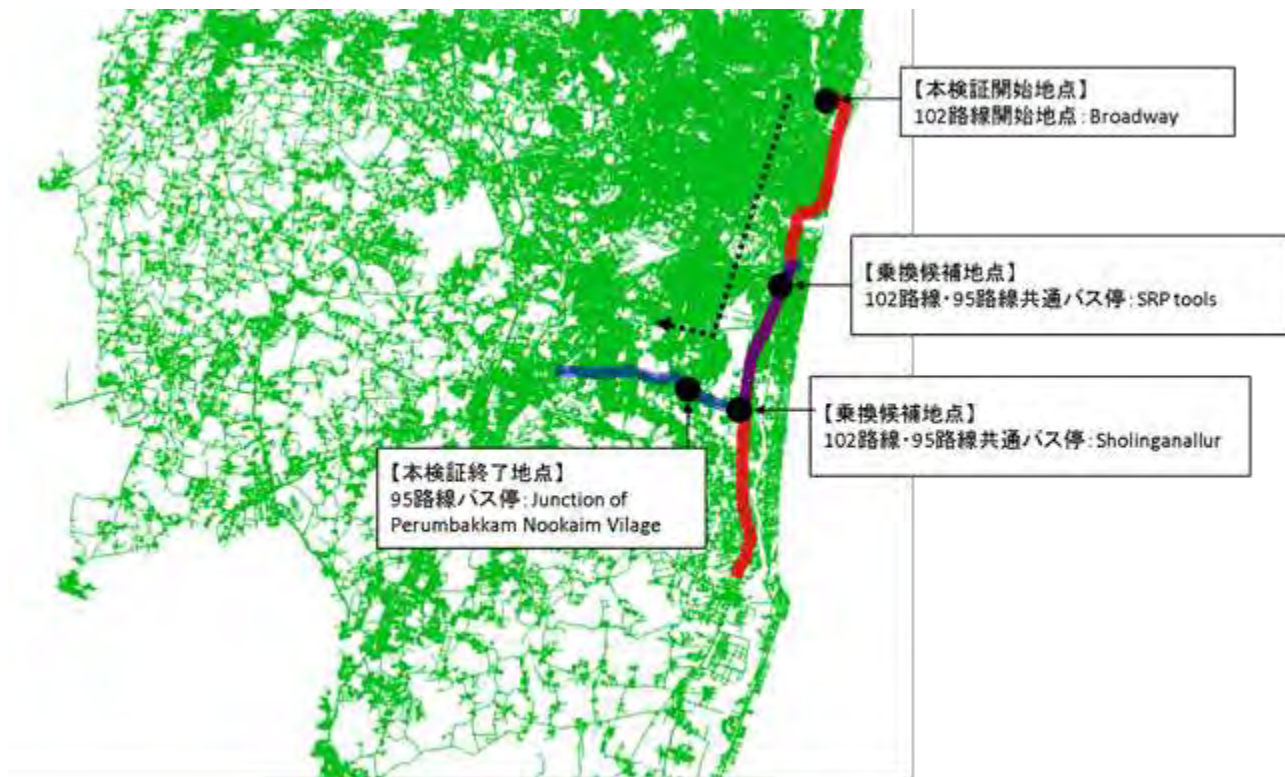 【本検証開始地点】
102路線開始地点：Broadway
【乗換候補地点】
102路線・95路線共通バス停：SRP tools
【乗換候補地点】
102路線・95路線共通バス停：Sholinganallur
【本検証終了地点】
95路線バス停：Junction of
Perumbakkam Nookaim Vilage